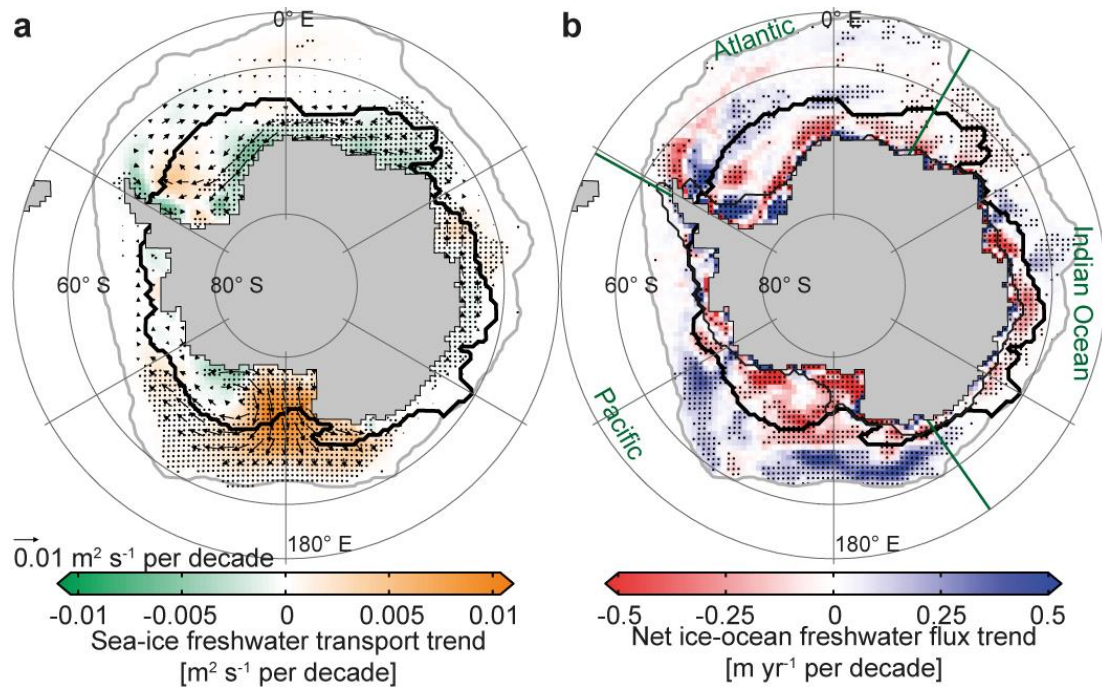 a
0° E
60° S
80° S
180° E
0.01 m² s⁻¹ per decade
-0.01 -0.005 0 0.005 0.01
Sea-ice freshwater transport trend
[m² s⁻¹ per decade]
b
0° E
Atlantic
Indian Ocean
Pacific
60° S
80° S
180° E
-0.5 -0.25 0 0.25 0.5
Net ice-ocean freshwater flux trend
[m yr⁻¹ per decade]